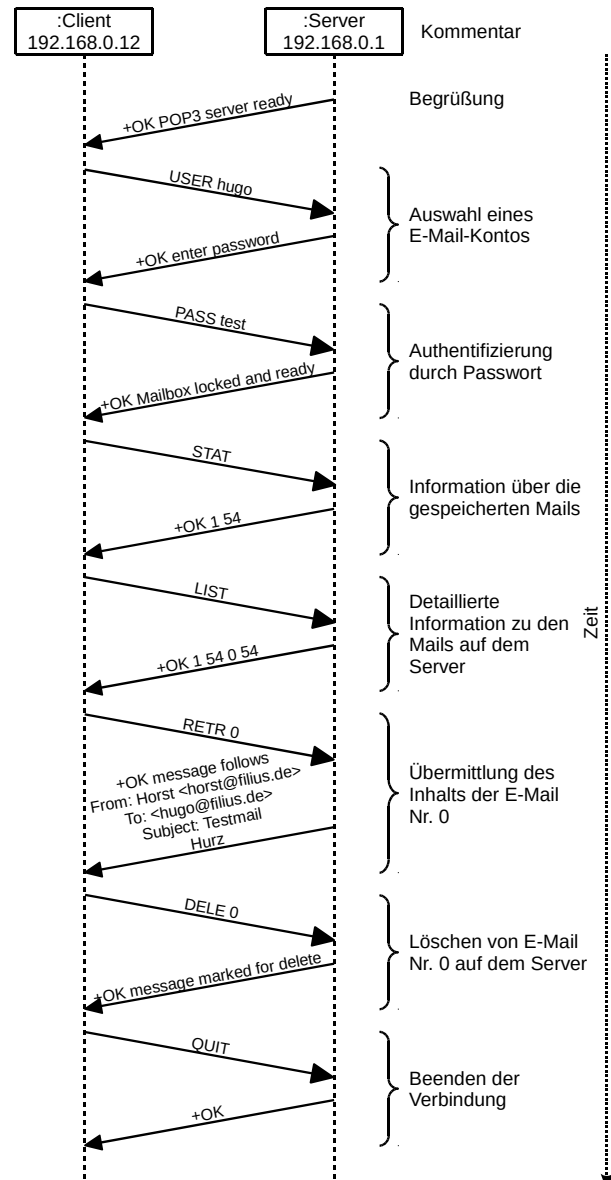 :Client
192.168.0.12
:Server
192.168.0.1
Kommentar
+OK POP3 server ready
Begrüßung
USER hugo
+OK enter password
Auswahl eines
E-Mail-Kontos
PASS test
+OK Mailbox locked and ready
Authentifizierung
durch Passwort
STAT
+OK 1 54
Information über die
gespeicherten Mails
LIST
+OK 1 54 0 54
Detaillierte
Information zu den
Mails auf dem
Server
Zeit
RETR 0
+OK message follows
From: Horst <horst@filius.de>
To: <hugo@filius.de>
Subject: Testmail
Hurz
Übermittlung des
Inhalts der E-Mail
Nr. 0
DELE 0
+OK message marked for delete
Löschen von E-Mail
Nr. 0 auf dem Server
QUIT
+OK
Beenden der
Verbindung